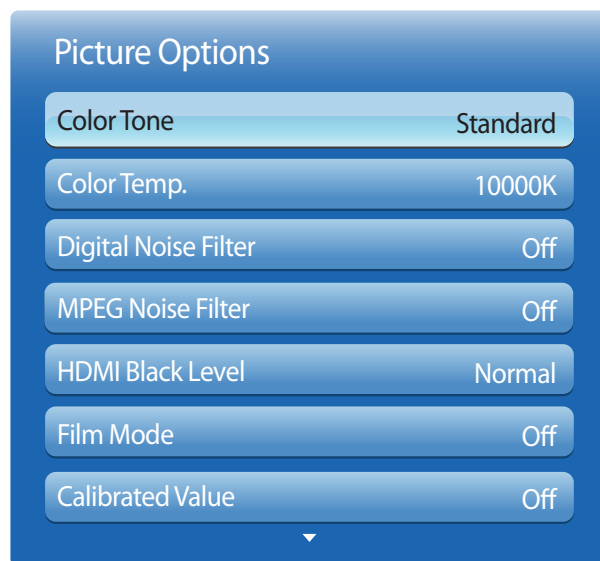 Picture Options
Color Tone Standard
Color Temp. 10000K
Digital Noise Filter Off
MPEG Noise Filter Off
HDMI Black Level Normal
Film Mode Off
Calibrated Value Off